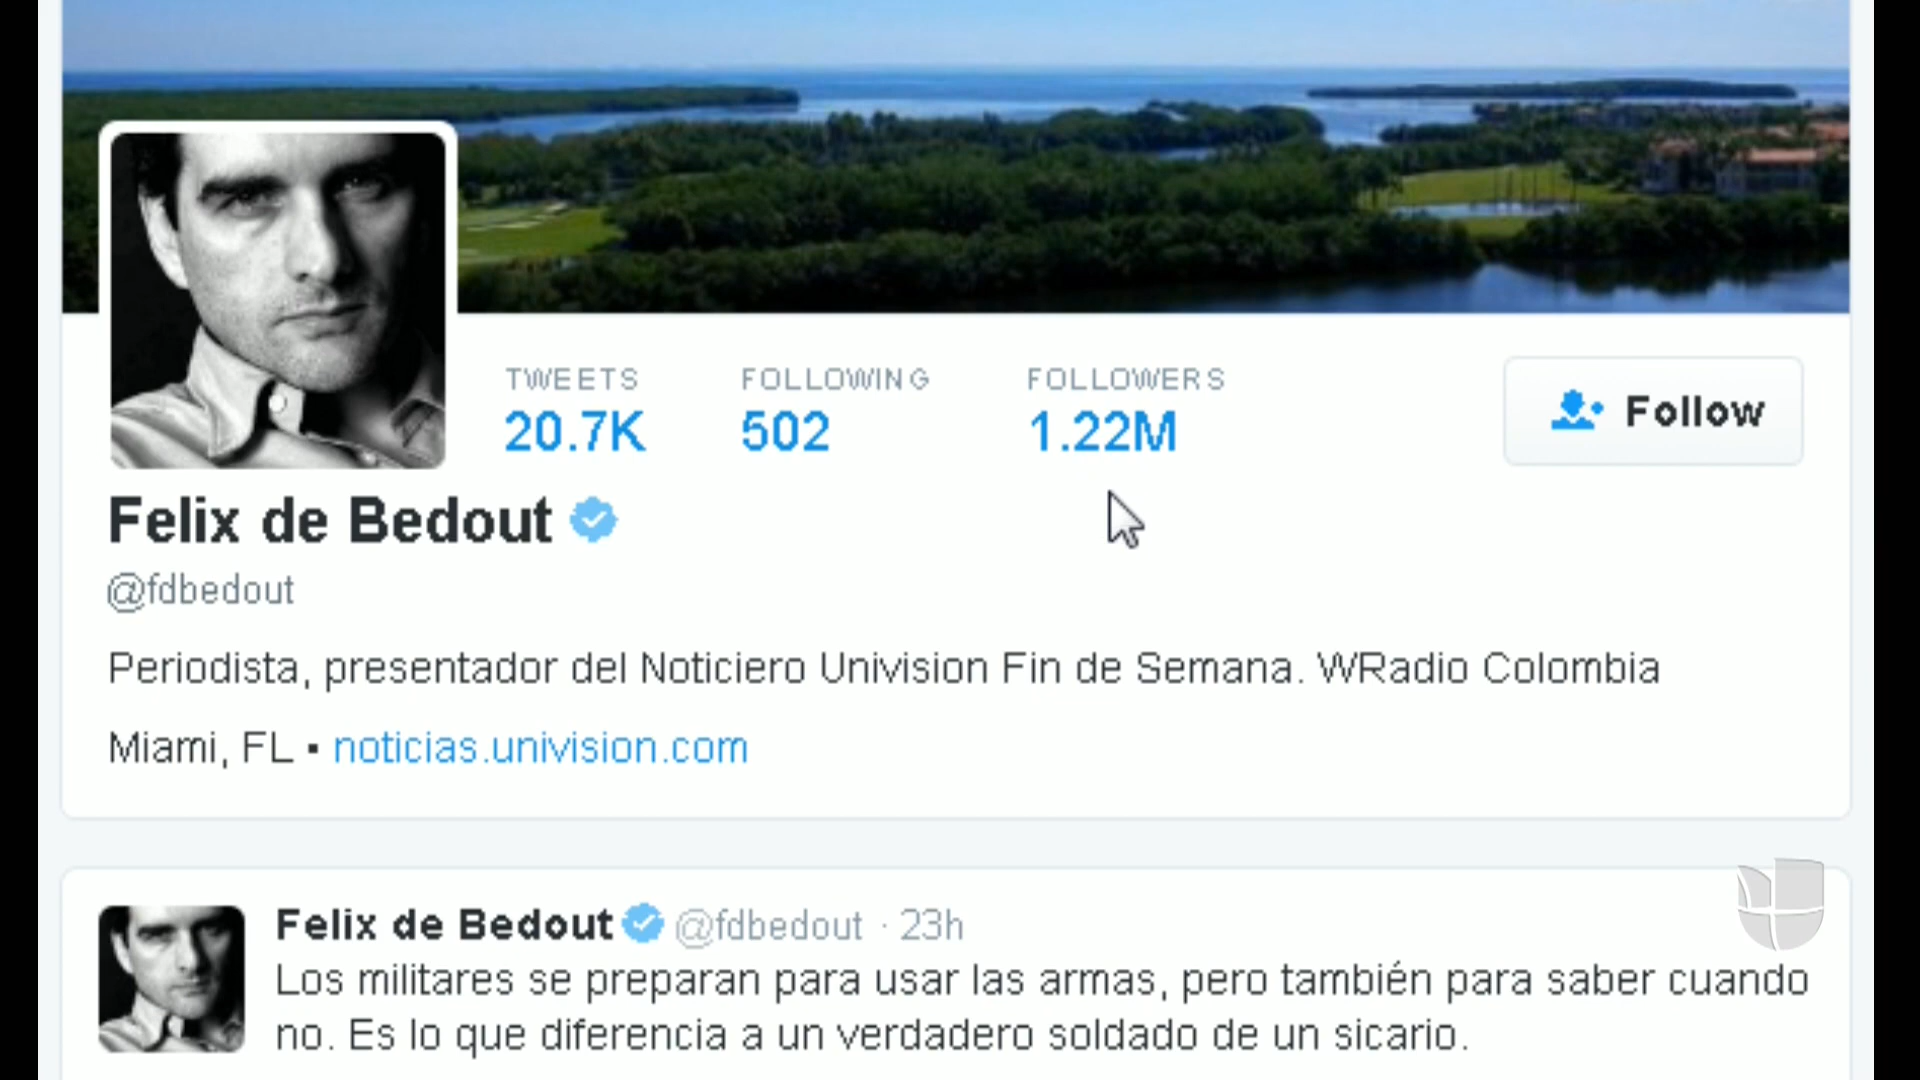 TWEETS FOLLOWING FOLLOWERS
20.7K 502 1.22M
Follow
Felix de Bedout
@fdbedout
Periodista, presentador del Noticiero Univision Fin de Semana. WRadio Colombia
Miami, FL • noticias.univision.com
Felix de Bedout @fdbedout · 23h
Los militares se preparan para usar las armas, pero también para saber cuando
no. Es lo que diferencia a un verdadero soldado de un sicario.